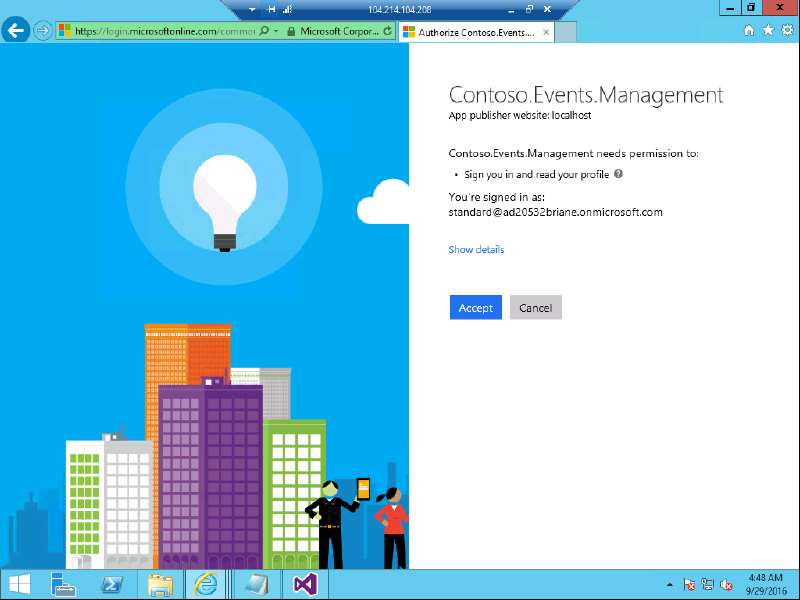 104.214.104.208
https://login.microsoftonline.com/commo
Microsoft Corpor...
Authorize Contoso.Events....
Contoso.Events.Management
App publisher website: localhost
Contoso.Events.Management needs permission to:
• Sign you in and read your profile ?
You're signed in as:
standard@ad20532briane.onmicrosoft.com
Show details
Accept
Cancel
4:48 AM
9/29/2016